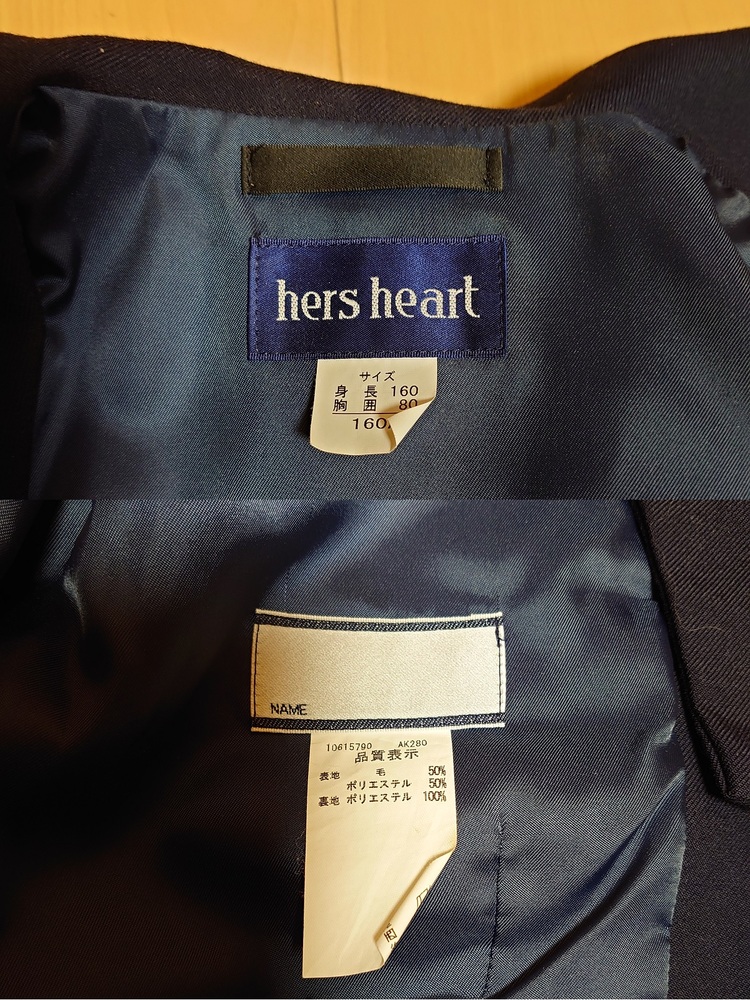 hers heart
サイズ
身長 160
胸囲 80
160
NAME
10615790 AK280
品質表示
表地 毛 50%
ポリエステル 50%
裏地 ポリエステル 100%